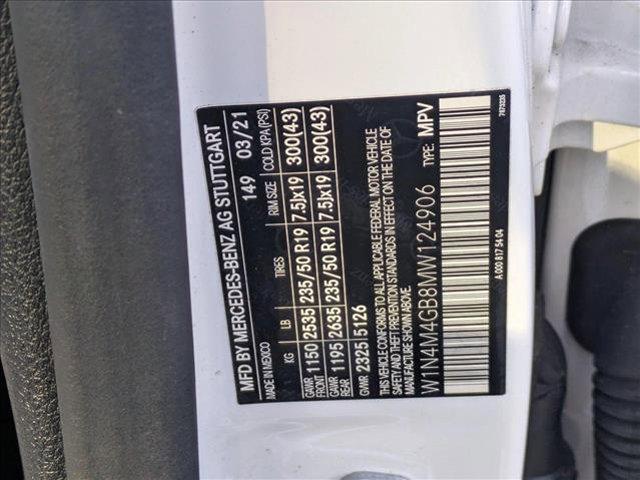 MFD BY MERCEDES-BENZ AG STUTTGART
MADE IN MEXICO 149 03/21
KG LB TIRES RIM SIZE COLD KPA(PSI)
GAWR FRONT 1150 2535 235/50 R19 7.5Jx19 300(43)
GAWR REAR 1195 2635 235/50 R19 7.5Jx19 300(43)
GVWR 2325 5126
THIS VEHICLE CONFORMS TO ALL APPLICABLE FEDERAL MOTOR VEHICLE
SAFETY AND THEFT PREVENTION STANDARDS IN EFFECT ON THE DATE OF
MANUFACTURE SHOWN ABOVE.
W1N4M4GB8MW124906 TYPE: MPV
A 000 817 54 04 7873235